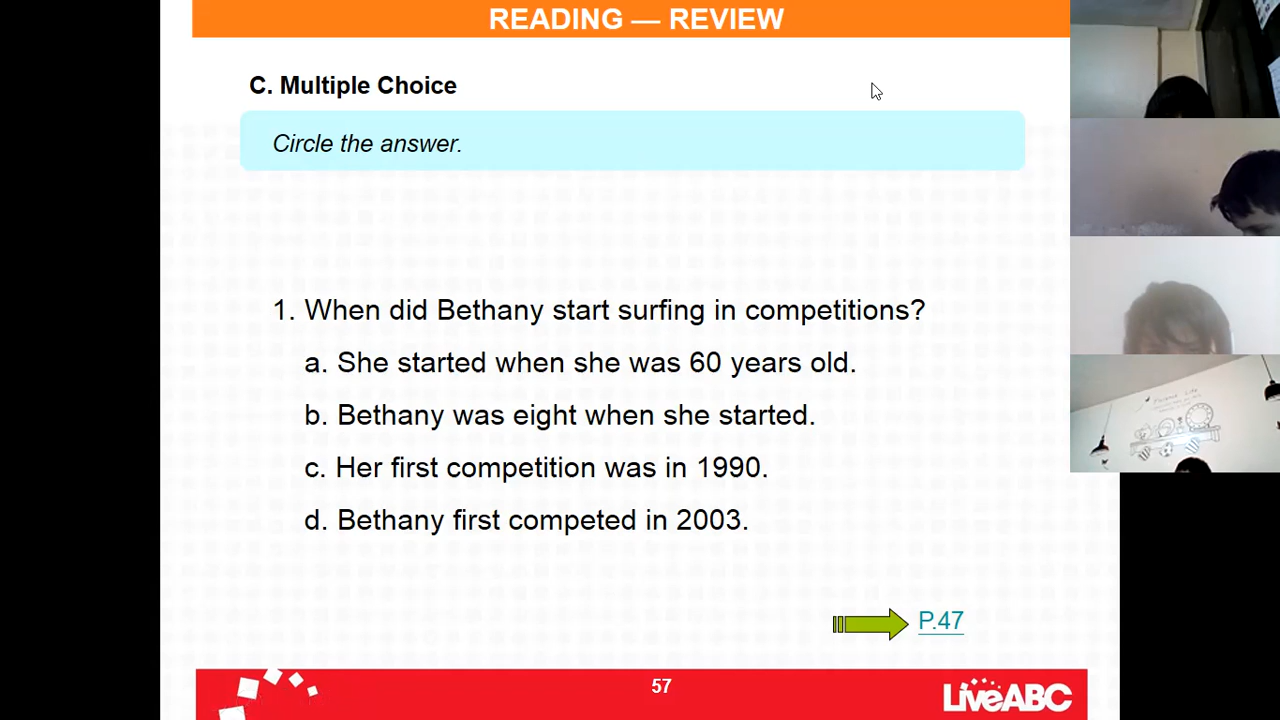 READING — REVIEW
C. Multiple Choice
Circle the answer.
1. When did Bethany start surfing in competitions?
a. She started when she was 60 years old.
b. Bethany was eight when she started.
c. Her first competition was in 1990.
d. Bethany first competed in 2003.
P.47
57
LiveABC